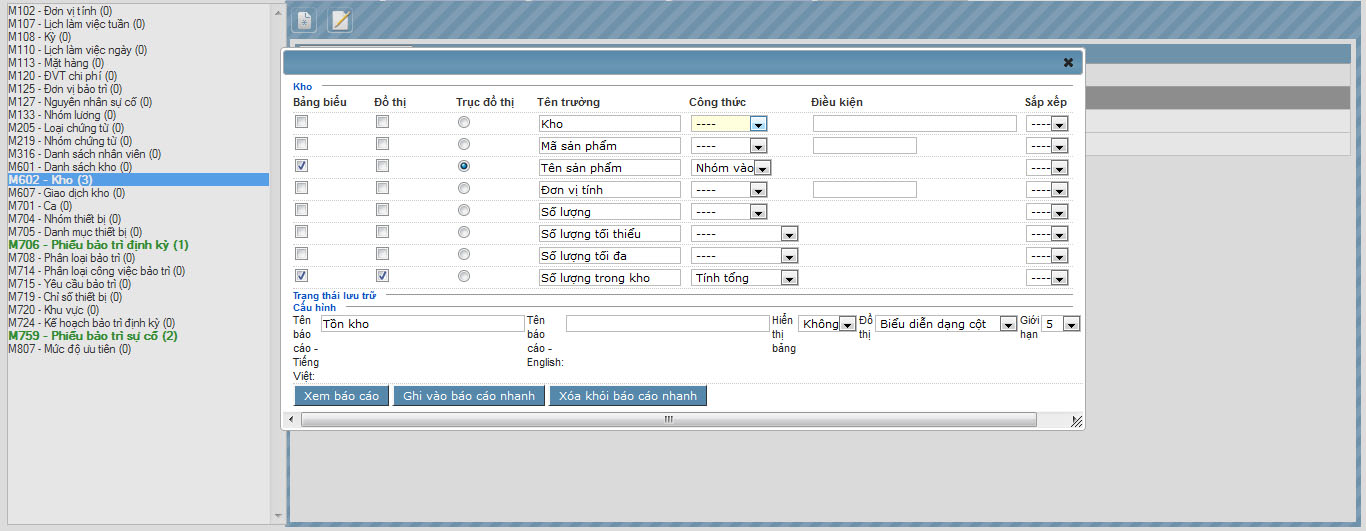 M102 - Đơn vị tính (0)
M107 - Lịch làm việc tuần (0)
M108 - Kỳ (0)
M110 - Lịch làm việc ngày (0)
M113 - Mặt hàng (0)
M120 - ĐVT chi phí (0)
M125 - Đơn vị bảo trì (0)
M127 - Nguyên nhân sự cố (0)
M133 - Nhóm lương (0)
M205 - Loại chứng từ (0)
M219 - Nhóm chứng từ (0)
M316 - Danh sách nhân viên (0)
M601 - Danh sách kho (0)
M602 - Kho (3)
M607 - Giao dịch kho (0)
M701 - Ca (0)
M704 - Nhóm thiết bị (0)
M705 - Danh mục thiết bị (0)
M706 - Phiếu bảo trì định kỳ (1)
M708 - Phân loại bảo trì (0)
M714 - Phân loại công việc bảo trì (0)
M715 - Yêu cầu bảo trì (0)
M719 - Chỉ số thiết bị (0)
M720 - Khu vực (0)
M724 - Kế hoạch bảo trì định kỳ (0)
M759 - Phiếu bảo trì sự cố (2)
M807 - Mức độ ưu tiên (0)
Kho
Bảng biểu Đồ thị Trục đồ thị Tên trường Công thức Điều kiện Sắp xếp
Kho ---- ----
Mã sản phẩm ---- ----
Tên sản phẩm Nhóm vào ----
Đơn vị tính ---- ----
Số lượng ---- ----
Số lượng tối thiểu ---- ----
Số lượng tối đa ---- ----
Số lượng trong kho Tính tổng ----
Trạng thái lưu trữ
Cấu hình
Tên báo cáo - Tiếng Việt: Tồn kho Tên báo cáo - English: Hiển thị bảng Không Đồ thị Biểu diễn dạng cột Giới hạn 5
Xem báo cáo Ghi vào báo cáo nhanh Xóa khỏi báo cáo nhanh